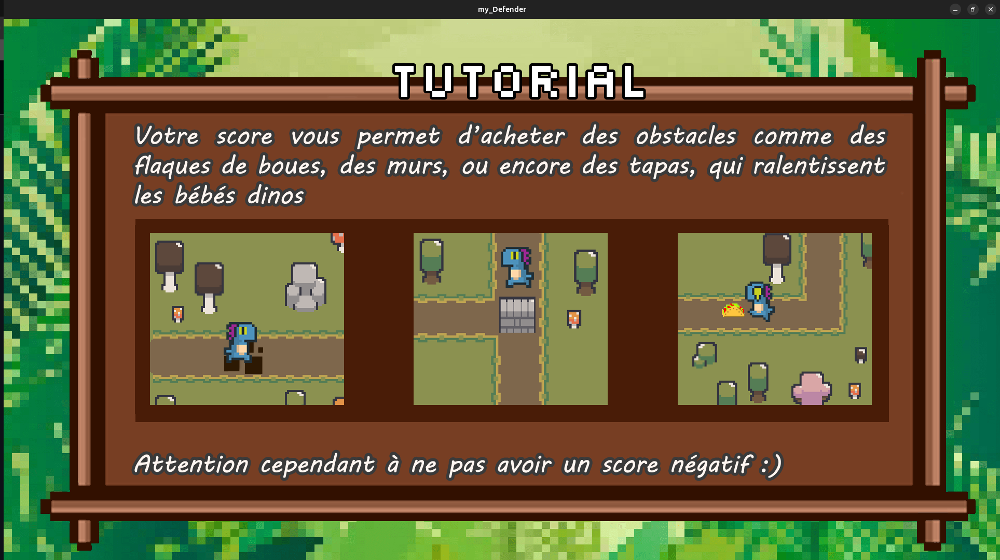 my_Defender
TUTORIAL
Votre score vous permet d'acheter des obstacles comme des
flaques de boues, des murs, ou encore des tapas, qui ralentissent
les bébés dinos
Attention cependant à ne pas avoir un score négatif :)